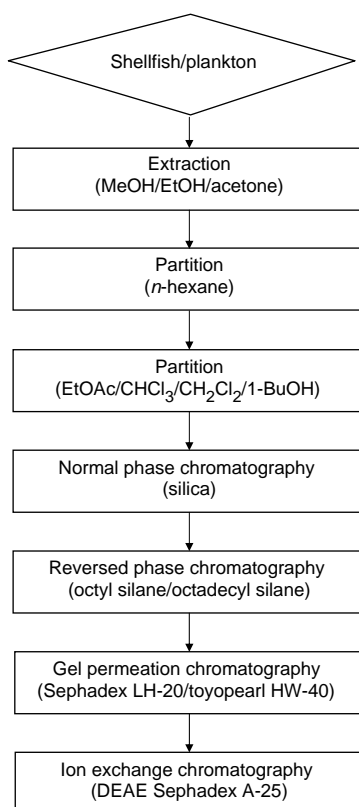 Shellfish/plankton
Extraction
(MeOH/EtOH/acetone)
Partition
(n-hexane)
Partition
(EtOAc/CHCl₃/CH₂Cl₂/1-BuOH)
Normal phase chromatography
(silica)
Reversed phase chromatography
(octyl silane/octadecyl silane)
Gel permeation chromatography
(Sephadex LH-20/toyopearl HW-40)
Ion exchange chromatography
(DEAE Sephadex A-25)